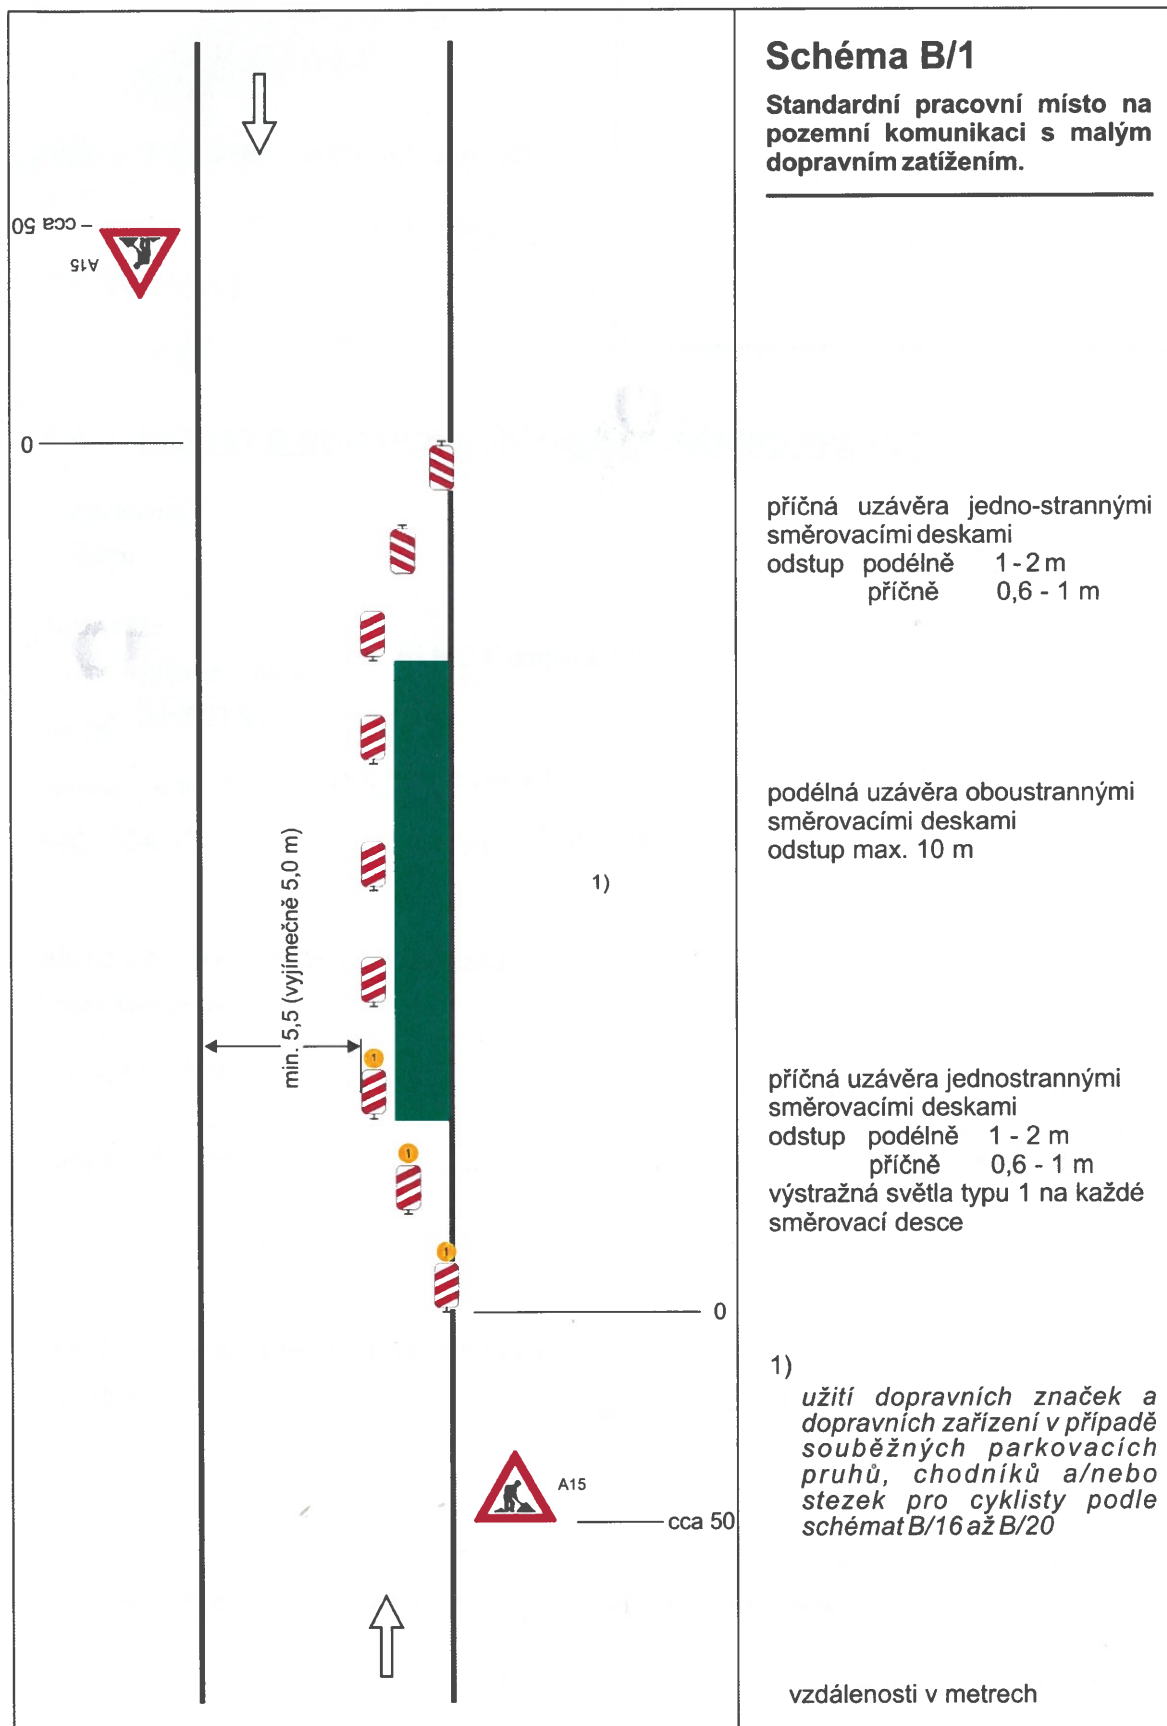 Schéma B/1
Standardní pracovní místo na
pozemní komunikaci s malým
dopravním zatížením.
cca 50
A15
0
příčná uzávěra jedno-strannými
směrovacími deskami
odstup podélně 1 - 2 m
příčně 0,6 - 1 m
podélná uzávěra oboustrannými
směrovacími deskami
odstup max. 10 m
1)
min. 5,5 (vyjímečně 5,0 m)
1
příčná uzávěra jednostrannými
směrovacími deskami
odstup podélně 1 - 2 m
příčně 0,6 - 1 m
výstražná světla typu 1 na každé
směrovací desce
1
1
0
1)
užití dopravních značek a
dopravních zařízení v případě
souběžných parkovacích
pruhů, chodníků a/nebo
stezek pro cyklisty podle
schémat B/16 až B/20
A15
cca 50
vzdálenosti v metrech